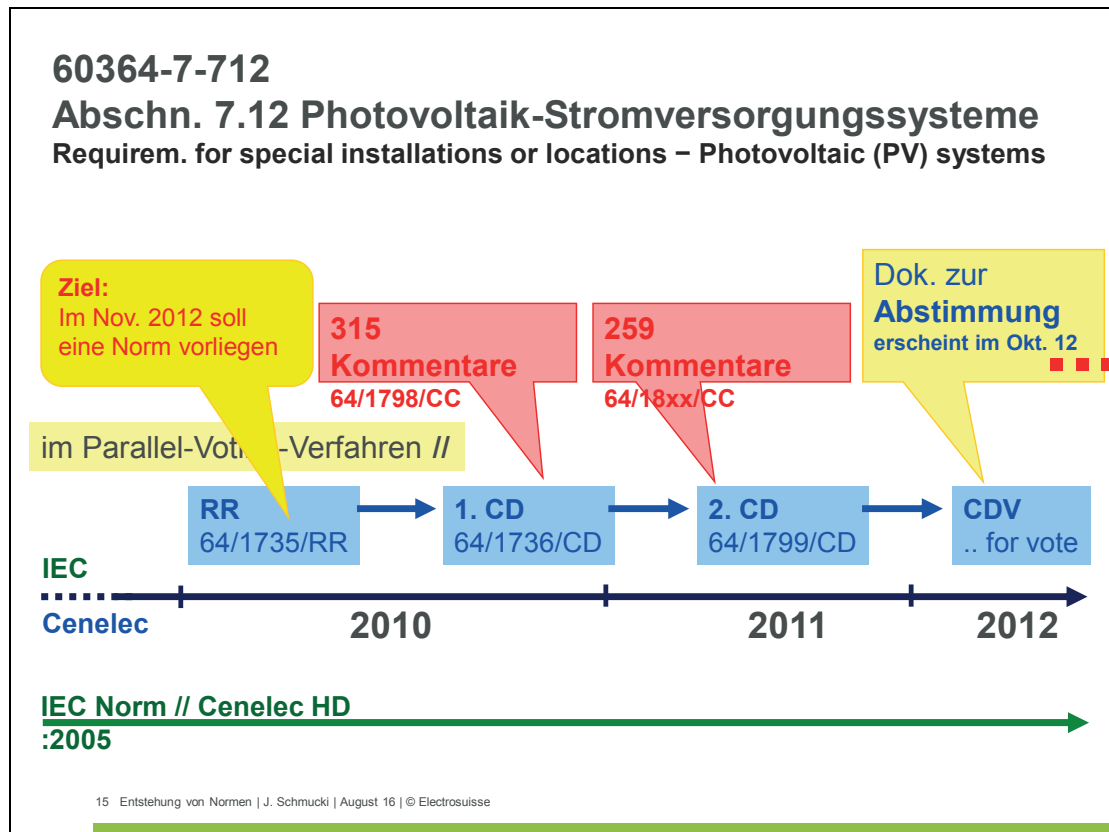 60364-7-712
Abschn. 7.12 Photovoltaik-Stromversorgungssysteme
Requirem. for special installations or locations − Photovoltaic (PV) systems
Ziel:
Im Nov. 2012 soll
eine Norm vorliegen
315
Kommentare
64/1798/CC
259
Kommentare
64/18xx/CC
Dok. zur
Abstimmung
erscheint im Okt. 12
im Parallel-Voting-Verfahren //
RR
64/1735/RR
1. CD
64/1736/CD
2. CD
64/1799/CD
CDV
.. for vote
IEC
Cenelec
2010
2011
2012
IEC Norm // Cenelec HD
:2005
15 Entstehung von Normen | J. Schmucki | August 16 | © Electrosuisse